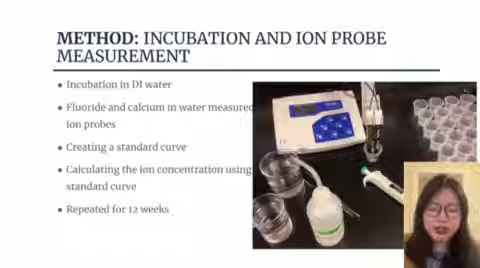 METHOD: INCUBATION AND ION PROBE
MEASUREMENT
Incubation in DI water
Fluoride and calcium in water measured
ion probes
Creating a standard curve
Calculating the ion concentration using
standard curve
Repeated for 12 weeks